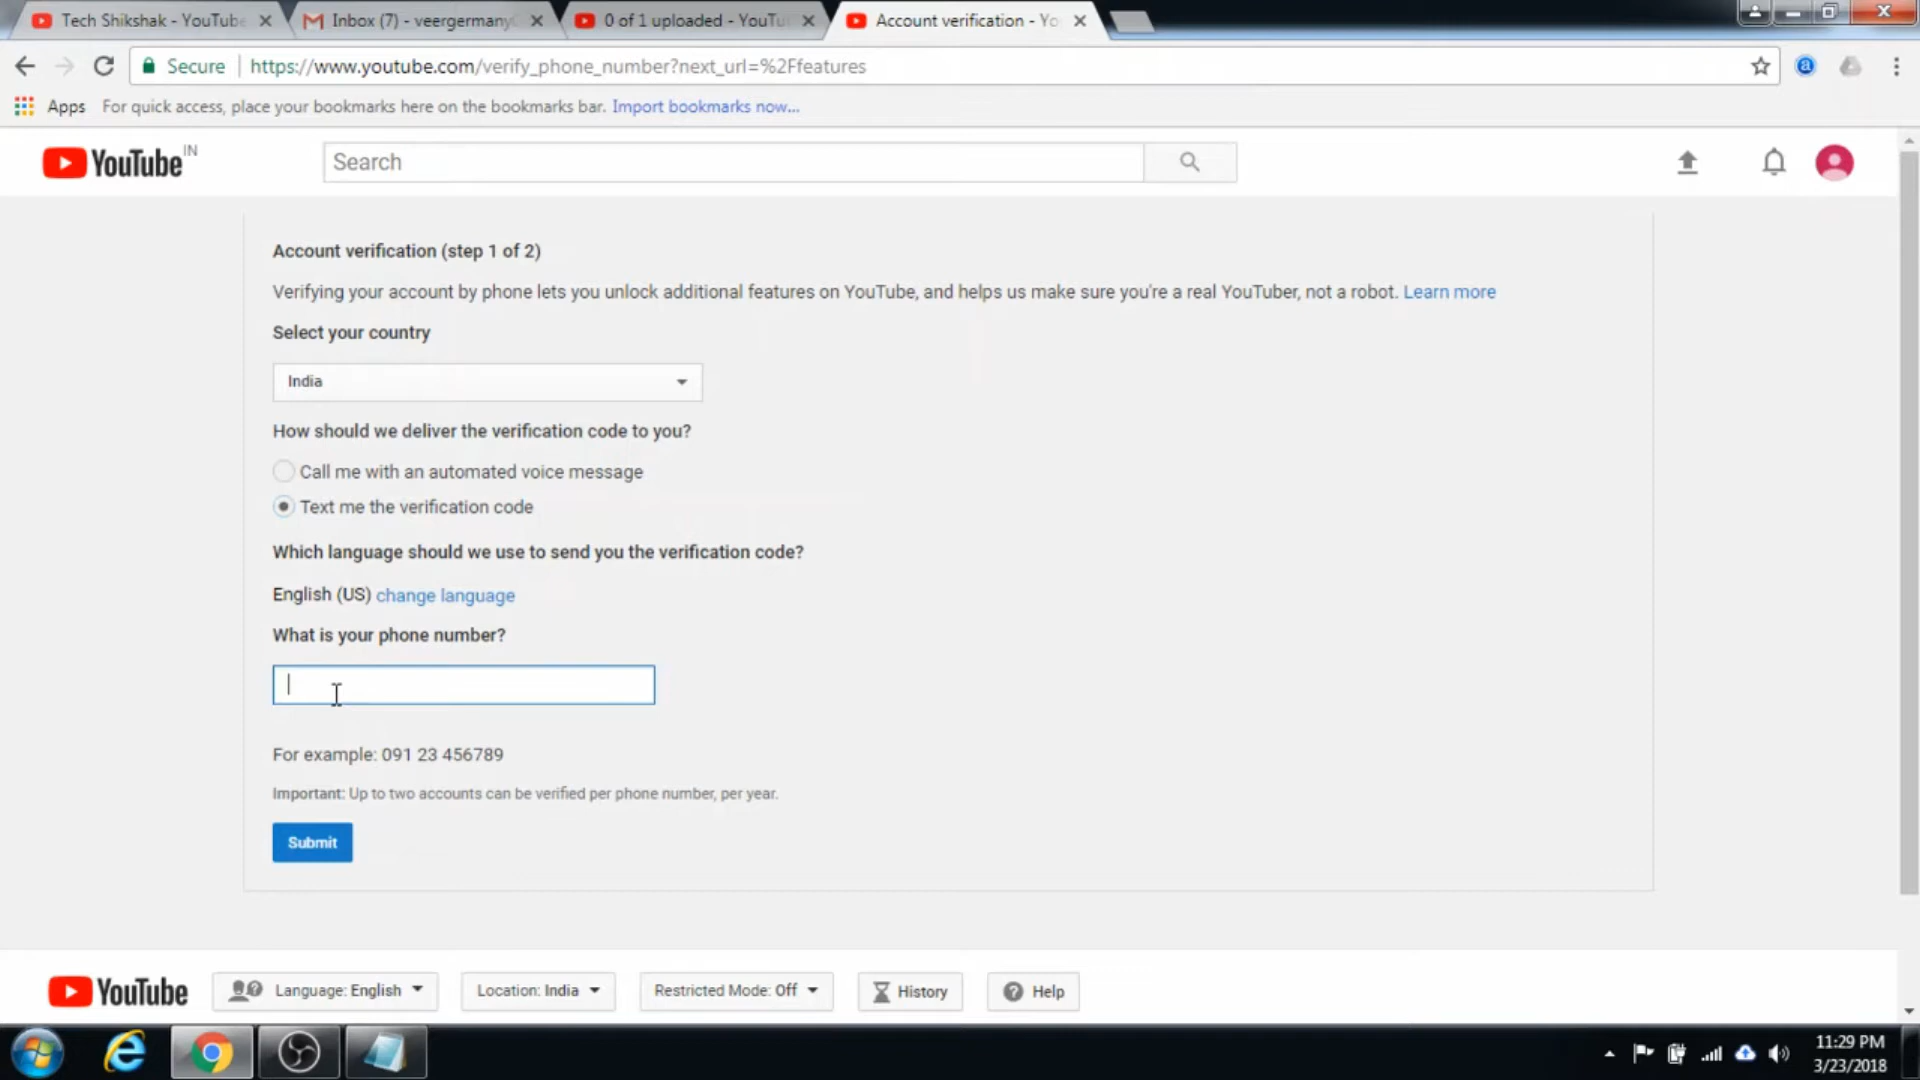 Tech Shikshak - YouTube
Inbox (7) - veergermany
0 of 1 uploaded - YouTu
Account verification - Yo
Secure
https://www.youtube.com/verify_phone_number?next_url=%2Ffeatures
Apps
For quick access, place your bookmarks here on the bookmarks bar. Import bookmarks now...
YouTube IN
Search
Account verification (step 1 of 2)
Verifying your account by phone lets you unlock additional features on YouTube, and helps us make sure you're a real YouTuber, not a robot. Learn more
Select your country
India
How should we deliver the verification code to you?
Call me with an automated voice message
Text me the verification code
Which language should we use to send you the verification code?
English (US) change language
What is your phone number?
For example: 091 23 456789
Important: Up to two accounts can be verified per phone number, per year.
Submit
YouTube
Language: English
Location: India
Restricted Mode: Off
History
Help
11:29 PM
3/23/2018